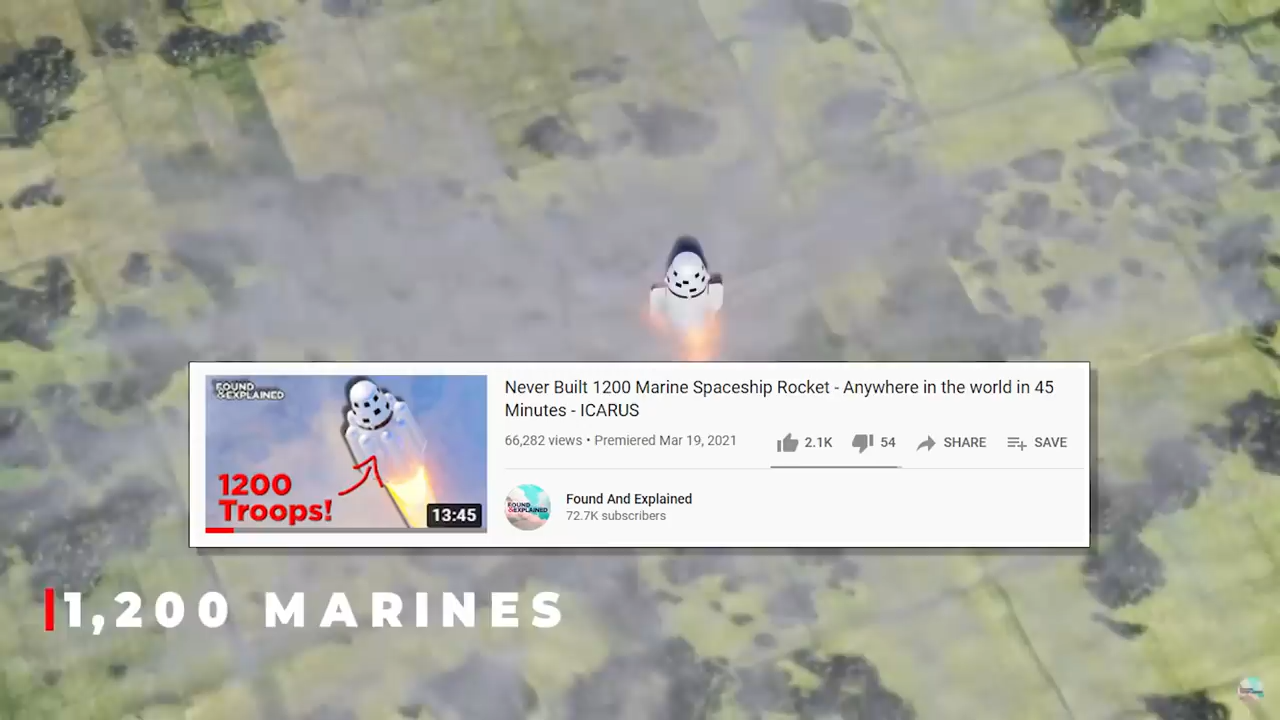 FOUND
&EXPLAINED
1200
Troops!
13:45
Never Built 1200 Marine Spaceship Rocket - Anywhere in the world in 45
Minutes - ICARUS
66,282 views • Premiered Mar 19, 2021
2.1K
54
SHARE
SAVE
FOUND
&EXPLAINED
Found And Explained
72.7K subscribers
1,200 MARINES